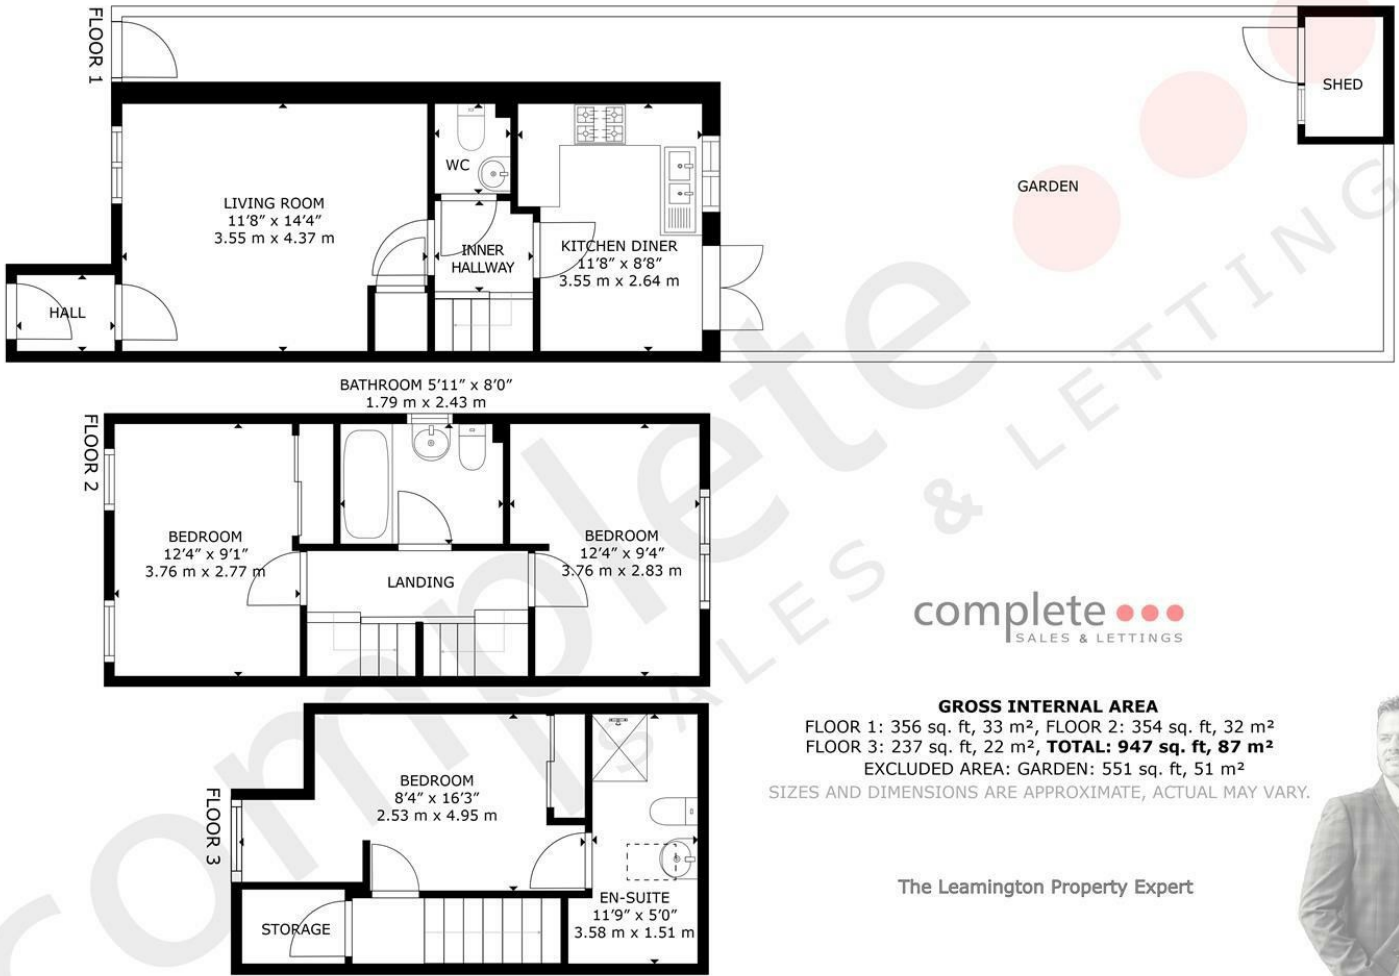 FLOOR 1
SHED
GARDEN
WC
LIVING ROOM
11'8" x 14'4"
3.55 m x 4.37 m
INNER
HALLWAY
KITCHEN DINER
11'8" x 8'8"
3.55 m x 2.64 m
HALL
BATHROOM 5'11" x 8'0"
1.79 m x 2.43 m
FLOOR 2
BEDROOM
12'4" x 9'1"
3.76 m x 2.77 m
LANDING
BEDROOM
12'4" x 9'4"
3.76 m x 2.83 m
FLOOR 3
BEDROOM
8'4" x 16'3"
2.53 m x 4.95 m
EN-SUITE
11'9" x 5'0"
3.58 m x 1.51 m
STORAGE
complete
SALES & LETTINGS
GROSS INTERNAL AREA
FLOOR 1: 356 sq. ft, 33 m², FLOOR 2: 354 sq. ft, 32 m²
FLOOR 3: 237 sq. ft, 22 m², TOTAL: 947 sq. ft, 87 m²
EXCLUDED AREA: GARDEN: 551 sq. ft, 51 m²
SIZES AND DIMENSIONS ARE APPROXIMATE, ACTUAL MAY VARY.
The Leamington Property Expert
complete
SALES & LETTING